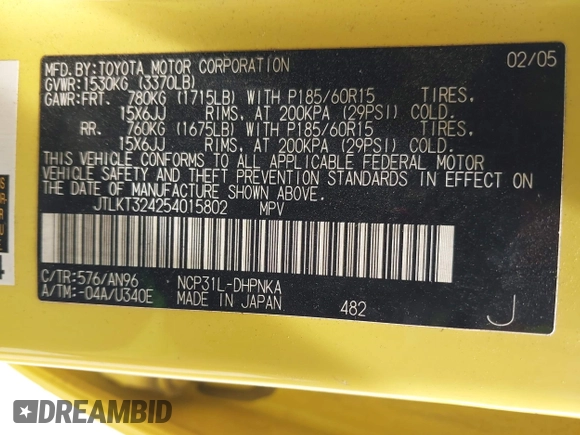 MFD.BY:TOYOTA MOTOR CORPORATION 02/05
GVWR:1530KG (3370LB)
GAWR:FRT. 780KG (1715LB) WITH P185/60R15 TIRES,
15X6JJ RIMS, AT 200KPA (29PSI) COLD.
RR. 760KG (1675LB) WITH P185/60R15 TIRES,
15X6JJ RIMS, AT 200KPA (29PSI) COLD.
THIS VEHICLE CONFORMS TO ALL APPLICABLE FEDERAL MOTOR
VEHICLE SAFETY AND THEFT PREVENTION STANDARDS IN EFFECT ON
THE DATE OF MANUFACTURE SHOWN ABOVE.
JTLKT324254015802 MPV
C/TR:576/AN96 NCP31L-DHPNKA
A/TM:-04A/U340E MADE IN JAPAN 482 J
DREAMBID